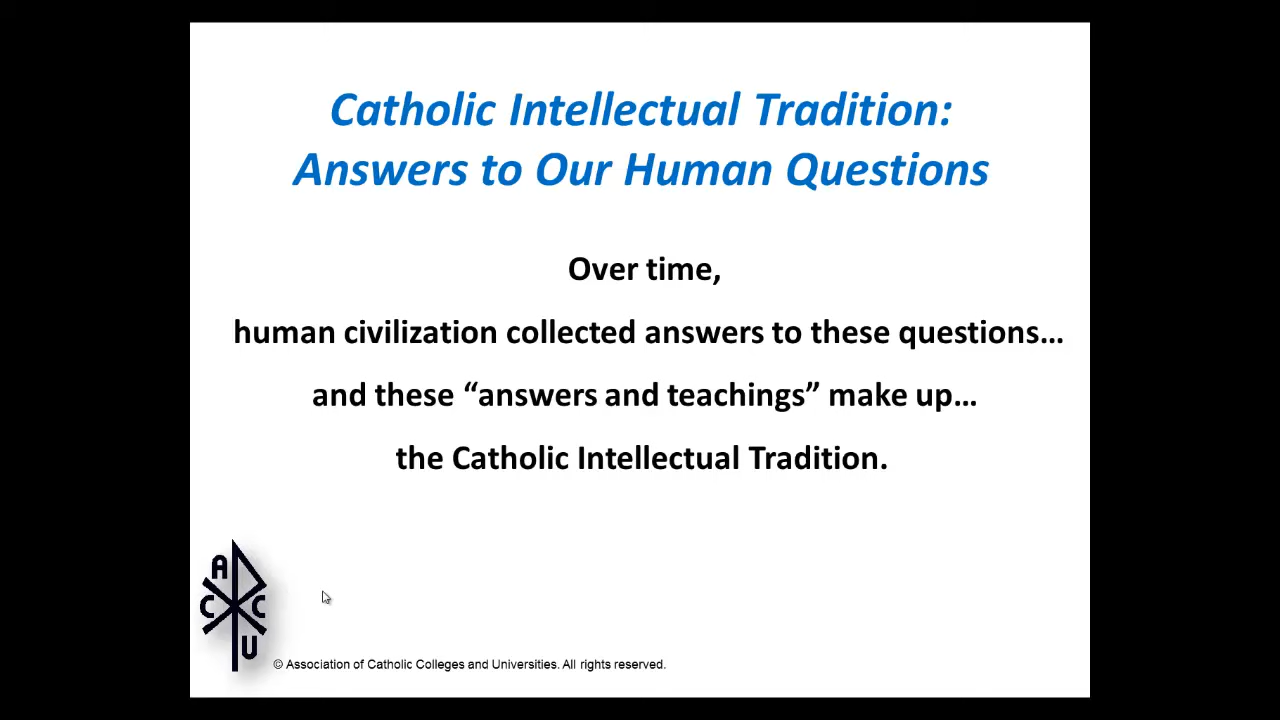 Catholic Intellectual Tradition:
Answers to Our Human Questions
Over time,
human civilization collected answers to these questions…
and these “answers and teachings” make up…
the Catholic Intellectual Tradition.
A
C C
U
© Association of Catholic Colleges and Universities. All rights reserved.